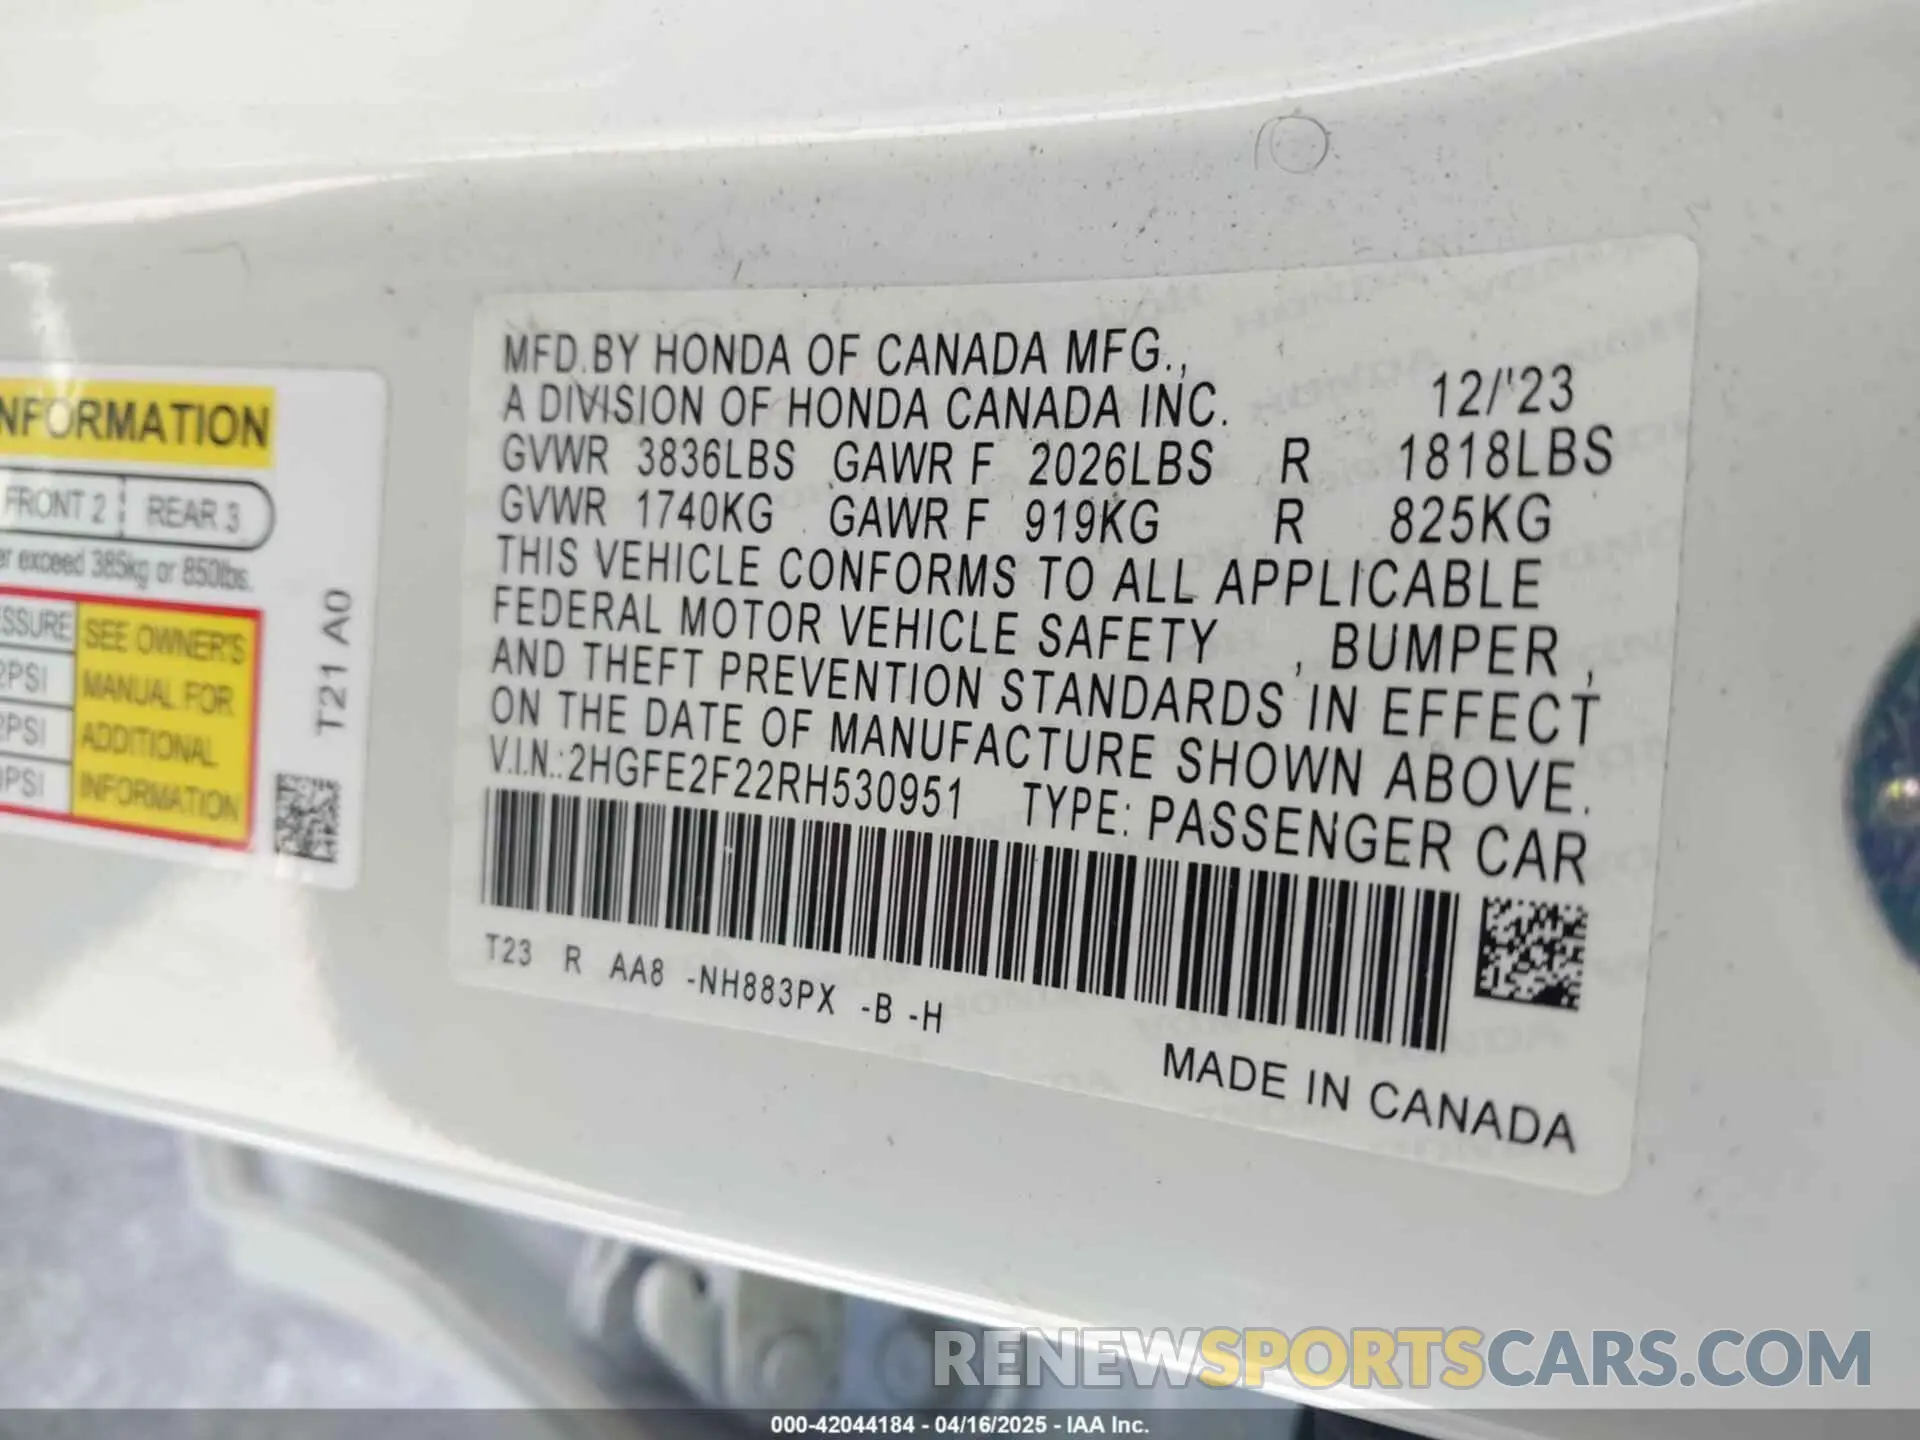 NFORMATION
FRONT 2 REAR 3
er exceed 385kg or 850lbs.
SSURE
2PSI
2PSI
PSI
SEE OWNER'S
MANUAL FOR
ADDITIONAL
INFORMATION
T21 A0
MFD.BY HONDA OF CANADA MFG.,
A DIVISION OF HONDA CANADA INC. 12/'23
GVWR 3836LBS GAWR F 2026LBS R 1818LBS
GVWR 1740KG GAWR F 919KG R 825KG
THIS VEHICLE CONFORMS TO ALL APPLICABLE
FEDERAL MOTOR VEHICLE SAFETY , BUMPER ,
AND THEFT PREVENTION STANDARDS IN EFFECT
ON THE DATE OF MANUFACTURE SHOWN ABOVE.
V.I.N.:2HGFE2F22RH530951 TYPE: PASSENGER CAR
T23 R AA8 -NH883PX -B -H
MADE IN CANADA
RENEWSPORTSCARS.COM
000-42044184 - 04/16/2025 - IAA Inc.